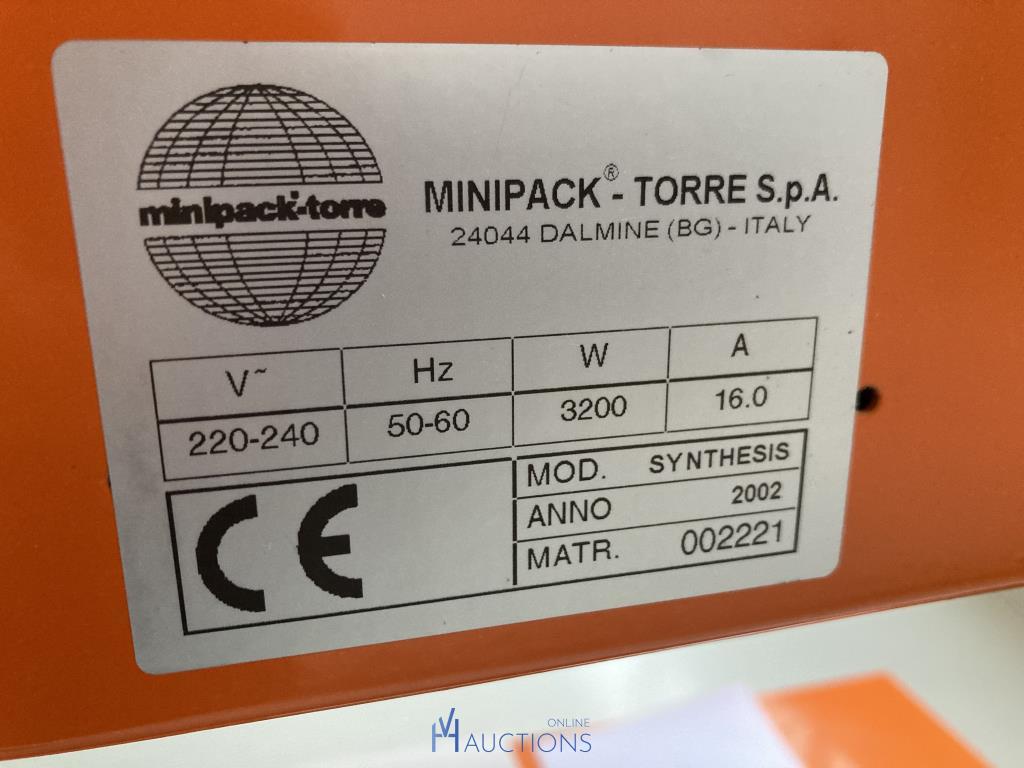 minipack-torre
MINIPACK® - TORRE S.p.A.
24044 DALMINE (BG) - ITALY
V~ Hz W A
220-240 50-60 3200 16.0
CE
MOD. SYNTHESIS
ANNO 2002
MATR. 002221
VH ONLINE
AUCTIONS